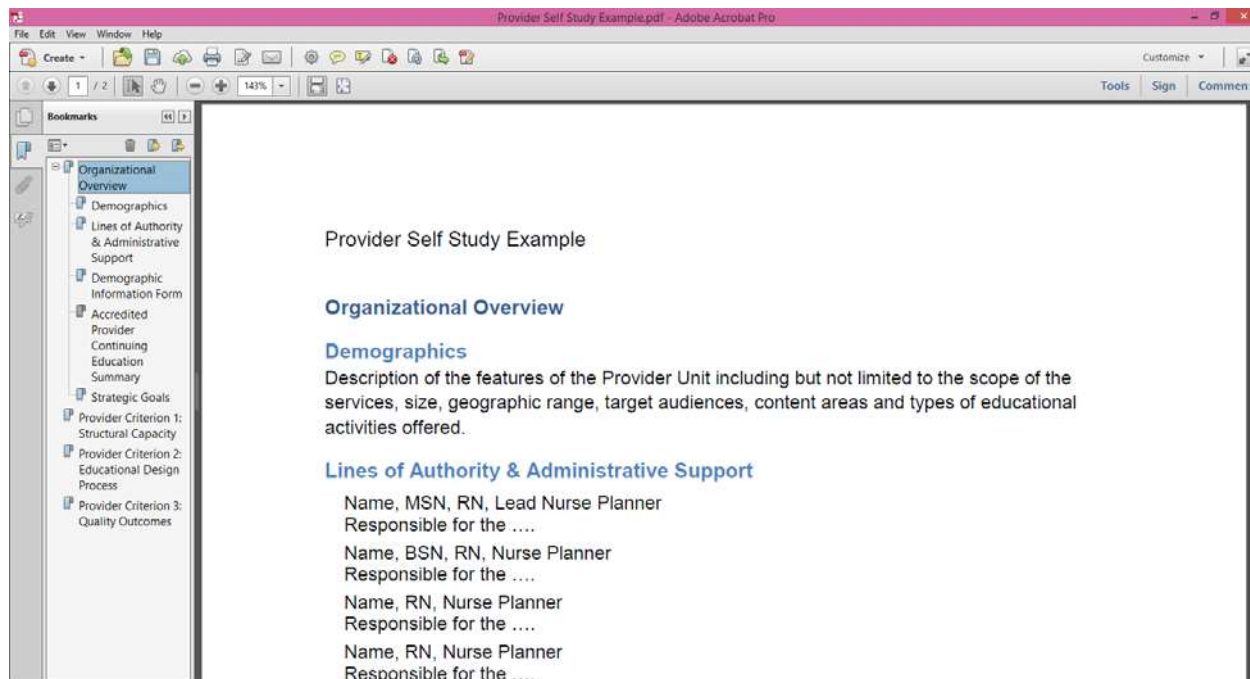 Provider Self Study Example.pdf - Adobe Acrobat Pro
File Edit View Window Help
Create
Customize
1 / 2
143%
Tools Sign Commen
Bookmarks
Organizational
Overview
Demographics
Lines of Authority
& Administrative
Support
Demographic
Information Form
Accredited
Provider
Continuing
Education
Summary
Strategic Goals
Provider Criterion 1:
Structural Capacity
Provider Criterion 2:
Educational Design
Process
Provider Criterion 3:
Quality Outcomes
Provider Self Study Example
Organizational Overview
Demographics
Description of the features of the Provider Unit including but not limited to the scope of the
services, size, geographic range, target audiences, content areas and types of educational
activities offered.
Lines of Authority & Administrative Support
Name, MSN, RN, Lead Nurse Planner
Responsible for the ....
Name, BSN, RN, Nurse Planner
Responsible for the ....
Name, RN, Nurse Planner
Responsible for the ....
Name, RN, Nurse Planner
Responsible for the ....